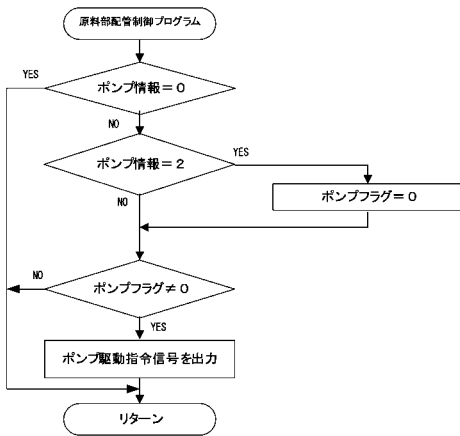 原料部配管制御プログラム
YES
ポンプ情報＝0
NO
ポンプ情報＝2
YES
NO
ポンプフラグ＝0
NO
ポンプフラグ≠0
YES
ポンプ駆動指令信号を出力
リターン